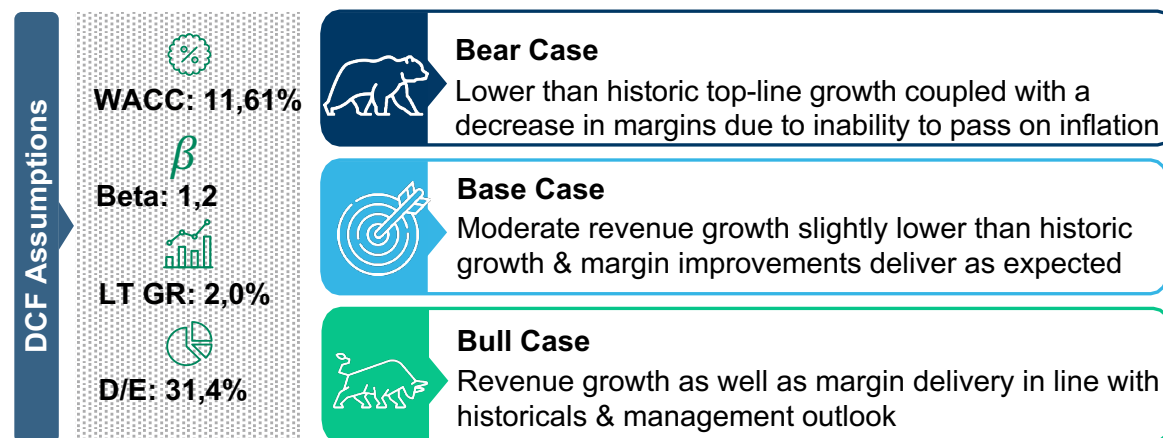 DCF Assumptions
WACC: 11,61%
β
Beta: 1,2
LT GR: 2,0%
D/E: 31,4%
Bear Case
Lower than historic top-line growth coupled with a
decrease in margins due to inability to pass on inflation
Base Case
Moderate revenue growth slightly lower than historic
growth & margin improvements deliver as expected
Bull Case
Revenue growth as well as margin delivery in line with
historicals & management outlook